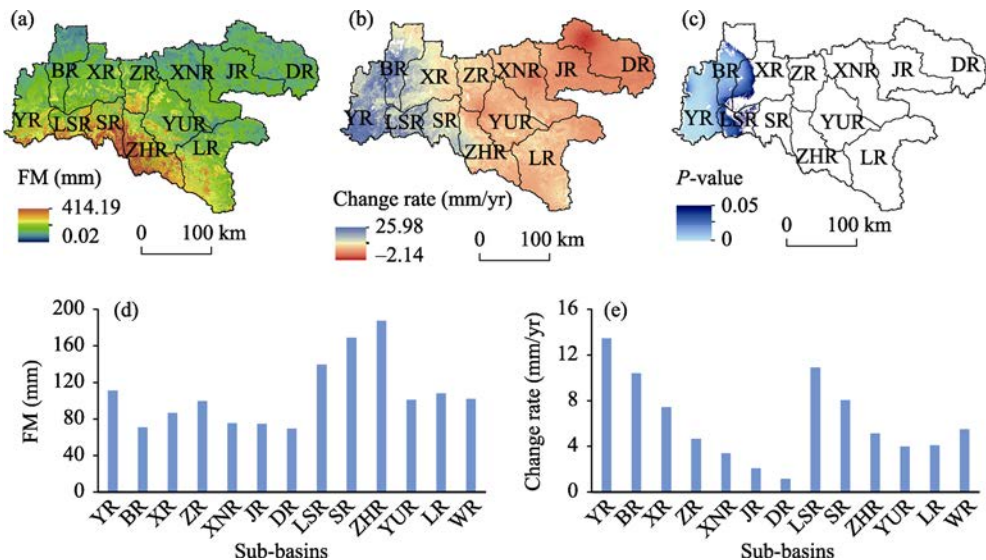 (a)
BR XR ZR XNR JR DR
YR LSR SR YUR
ZHR LR
FM (mm)
414.19
0.02
0 100 km
(b)
BR XR ZR XNR JR DR
YR LSR SR YUR
ZHR LR
Change rate (mm/yr)
25.98
–2.14
0 100 km
(c)
BR XR ZR XNR JR DR
YR LSR SR YUR
ZHR LR
P-value
0.05
0
0 100 km
(d)
FM (mm)
200
160
120
80
40
0
YR BR XR ZR XNR JR DR LSR SR ZHR YUR LR WR
Sub-basins
(e)
Change rate (mm/yr)
16
12
8
4
0
YR BR XR ZR XNR JR DR LSR SR ZHR YUR LR WR
Sub-basins